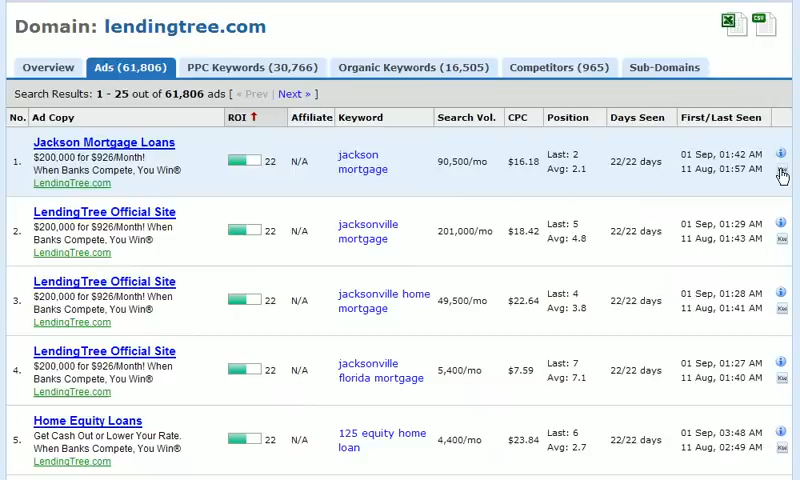 Domain: lendingtree.com
Overview Ads (61,806) PPC Keywords (30,766) Organic Keywords (16,505) Competitors (965) Sub-Domains
Search Results: 1 - 25 out of 61,806 ads [ « Prev | Next » ]
No. Ad Copy ROI Affiliate Keyword Search Vol. CPC Position Days Seen First/Last Seen
1.
Jackson Mortgage Loans
$200,000 for $926/Month!
When Banks Compete, You Win®
LendingTree.com
22 N/A
jackson
mortgage
90,500/mo $16.18
Last: 2
Avg: 2.1
22/22 days
01 Sep, 01:42 AM
11 Aug, 01:57 AM
2.
LendingTree Official Site
$200,000 for $926/Month! When
Banks Compete, You Win®
LendingTree.com
22 N/A
jacksonville
mortgage
201,000/mo $18.42
Last: 5
Avg: 4.8
22/22 days
01 Sep, 01:29 AM
11 Aug, 01:43 AM
Kw
3.
LendingTree Official Site
$200,000 for $926/Month! When
Banks Compete, You Win®
LendingTree.com
22 N/A
jacksonville home
mortgage
49,500/mo $22.64
Last: 4
Avg: 3.8
22/22 days
01 Sep, 01:28 AM
11 Aug, 01:41 AM
Kw
4.
LendingTree Official Site
$200,000 for $926/Month! When
Banks Compete, You Win®
LendingTree.com
22 N/A
jacksonville
florida mortgage
5,400/mo $7.59
Last: 7
Avg: 7.1
22/22 days
01 Sep, 01:27 AM
11 Aug, 01:40 AM
Kw
5.
Home Equity Loans
Get Cash Out or Lower Your Rate.
When Banks Compete, You Win®
LendingTree.com
22 N/A
125 equity home
loan
4,400/mo $23.84
Last: 6
Avg: 2.7
22/22 days
01 Sep, 03:48 AM
11 Aug, 02:49 AM
Kw